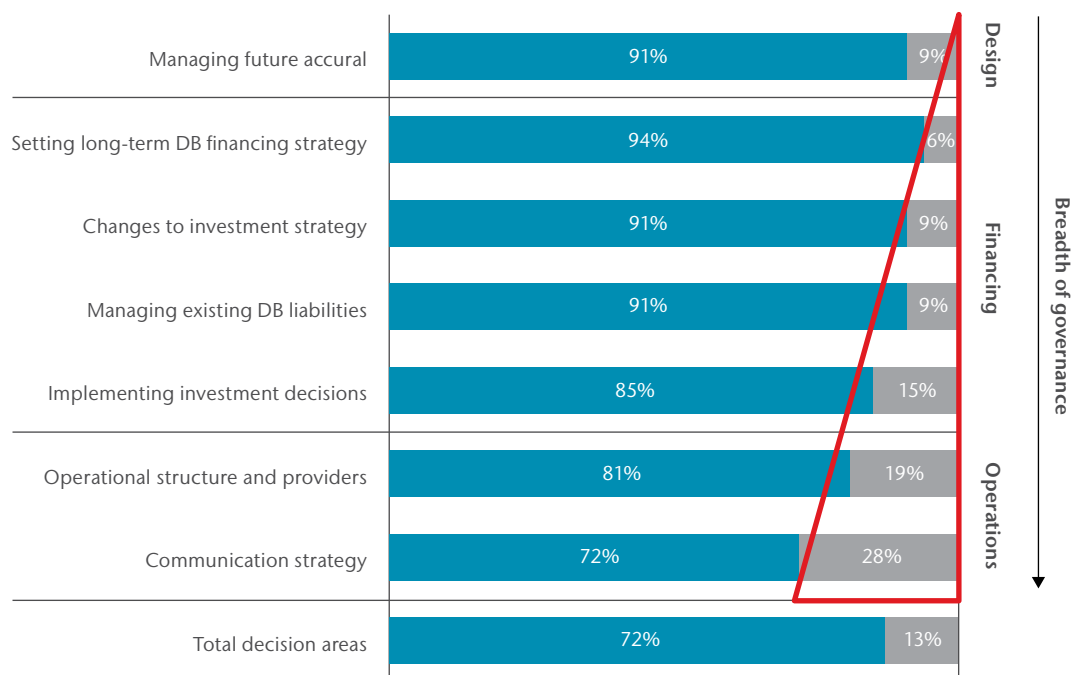 Managing future accural
91%
9%
Design
Setting long-term DB financing strategy
94%
6%
Changes to investment strategy
91%
9%
Managing existing DB liabilities
91%
9%
Financing
Implementing investment decisions
85%
15%
Operational structure and providers
81%
19%
Communication strategy
72%
28%
Operations
Total decision areas
72%
13%
Breadth of governance